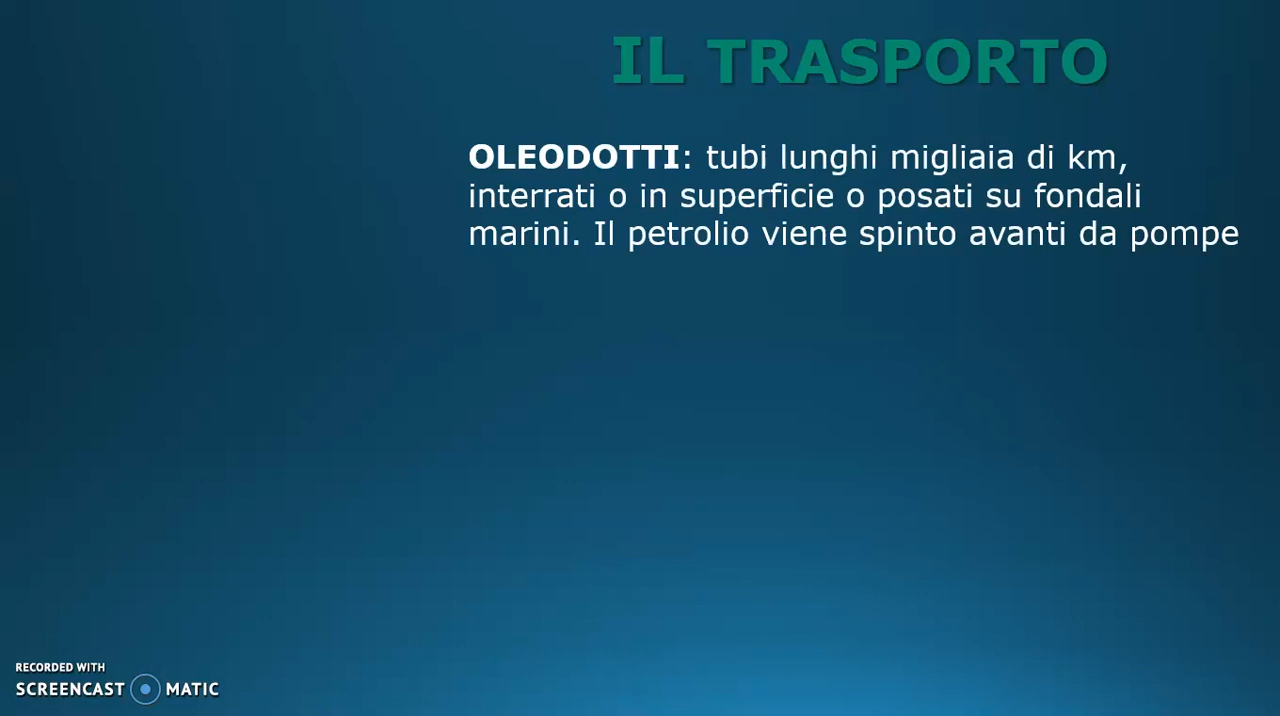 IL TRASPORTO
OLEODOTTI: tubi lunghi migliaia di km,
interrati o in superficie o posati su fondali
marini. Il petrolio viene spinto avanti da pompe
RECORDED WITH
SCREENCAST MATIC